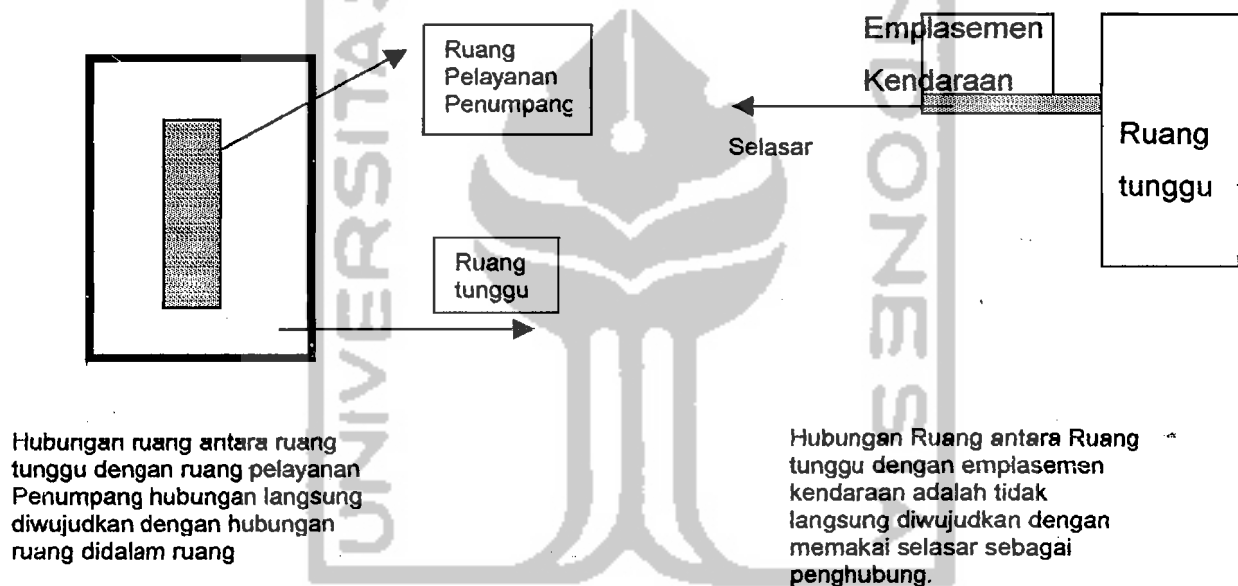 Ruang
Pelayanan
Penumpang
Ruang
tunggu
Hubungan ruang antara ruang
tunggu dengan ruang pelayanan
Penumpang hubungan langsung
diwujudkan dengan hubungan
ruang didalam ruang
Emplasemen
Kendaraan
Selasar
Ruang
tunggu
Hubungan Ruang antara Ruang
tunggu dengan emplasemen
kendaraan adalah tidak
langsung diwujudkan dengan
memakai selasar sebagai
penghubung.
UNIVERSITAS